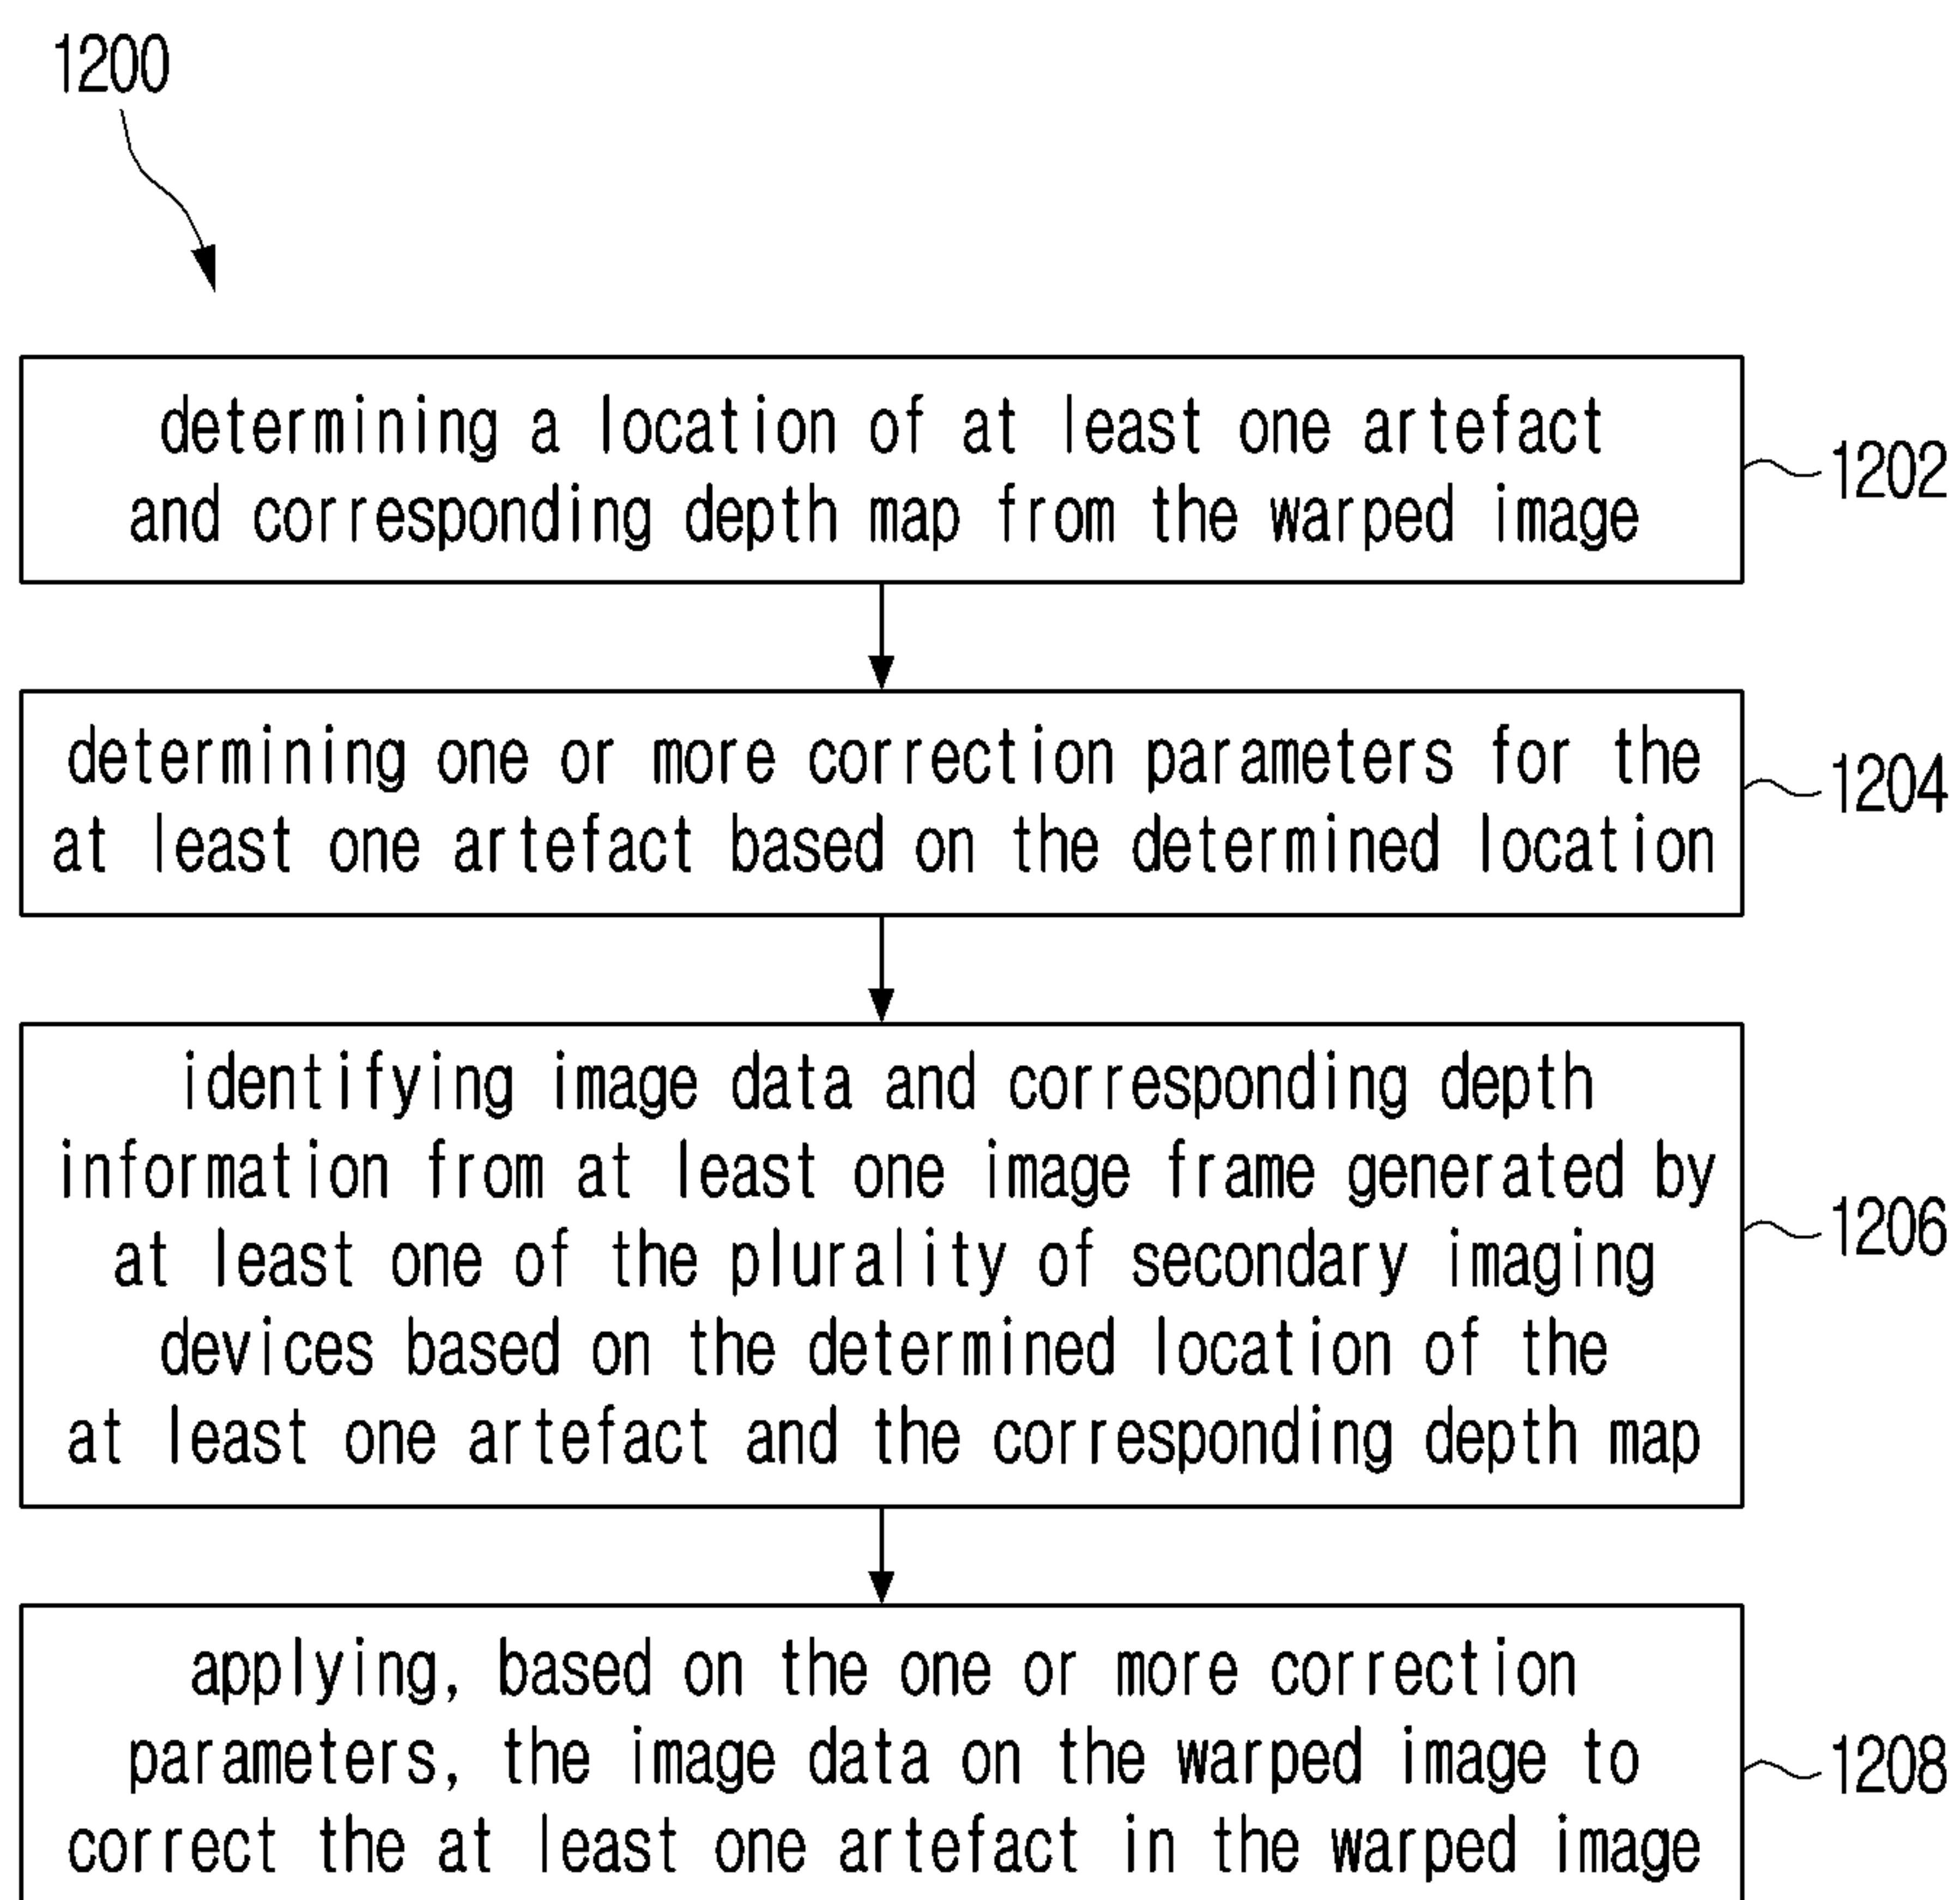 1200
determining a location of at least one artefact
and corresponding depth map from the warped image
1202
determining one or more correction parameters for the
at least one artefact based on the determined location
1204
identifying image data and corresponding depth
information from at least one image frame generated by
at least one of the plurality of secondary imaging
devices based on the determined location of the
at least one artefact and the corresponding depth map
1206
applying, based on the one or more correction
parameters, the image data on the warped image to
correct the at least one artefact in the warped image
1208